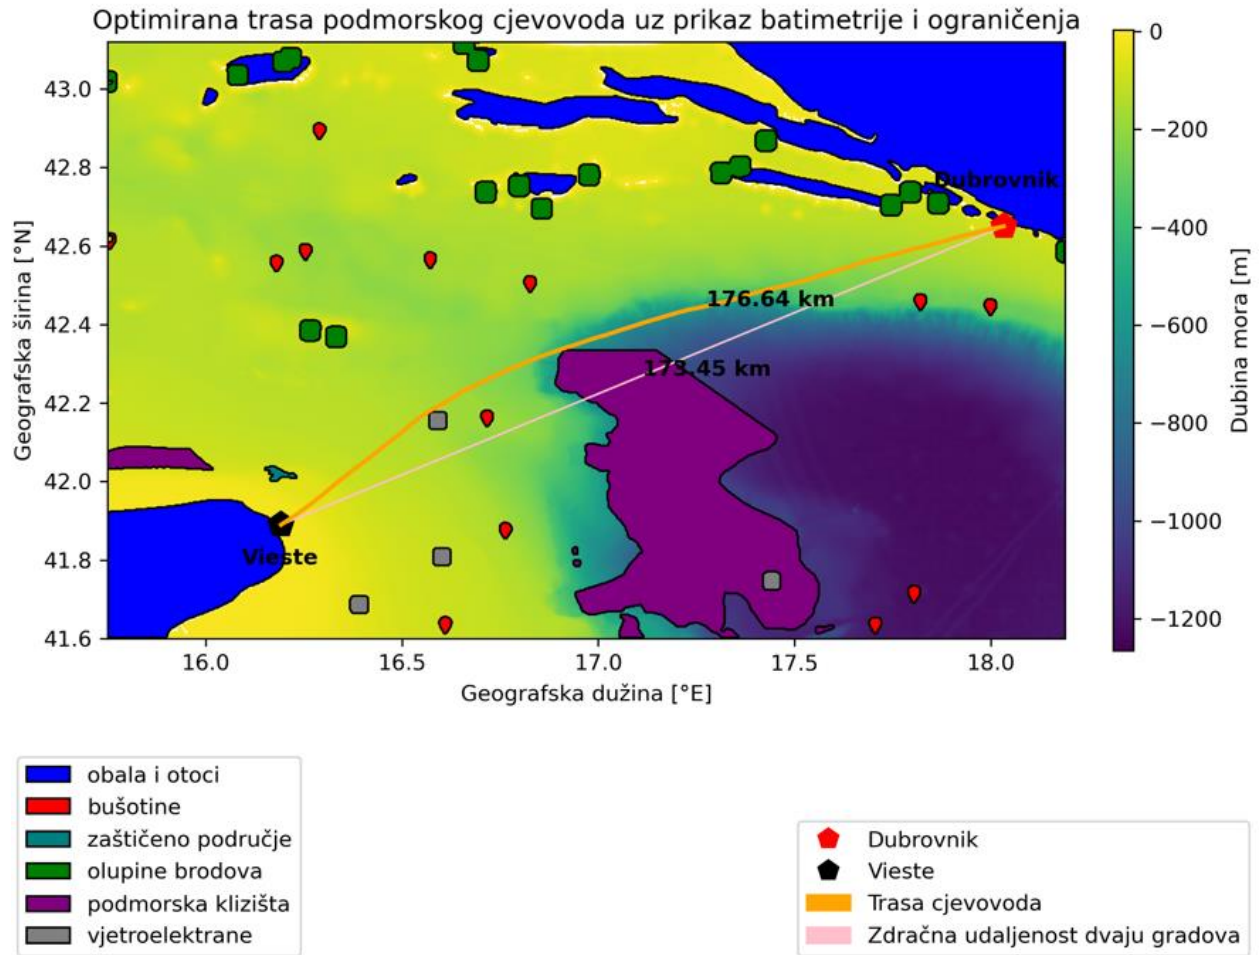 Optimirana trasa podmorskog cjevovoda uz prikaz batimetrije i ograničenja
43.0
42.8
42.6
42.4
42.2
42.0
41.8
41.6
Geografska širina [°N]
Dubrovnik
176.64 km
173.45 km
Vieste
16.0 16.5 17.0 17.5 18.0
Geografska dužina [°E]
0
−200
−400
−600
−800
−1000
−1200
Dubina mora [m]
obala i otoci
bušotine
zaštičeno područje
olupine brodova
podmorska klizišta
vjetroelektrane
Dubrovnik
Vieste
Trasa cjevovoda
Zdračna udaljenost dvaju gradova